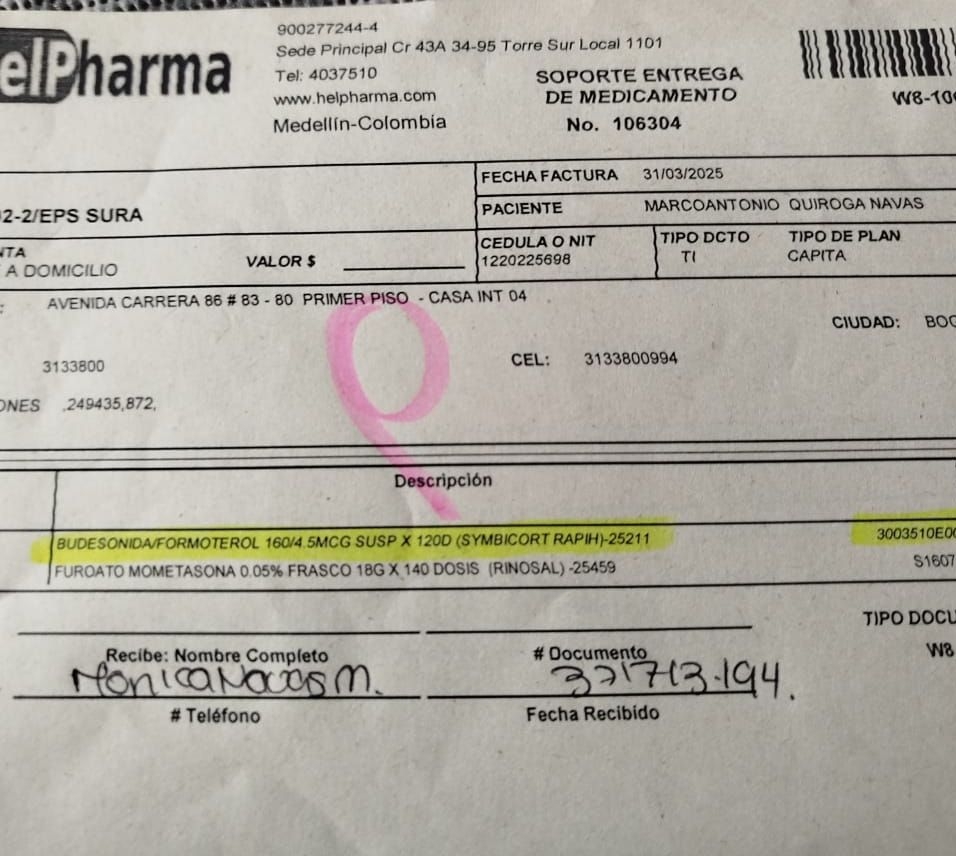 elPharma
900277244-4
Sede Principal Cr 43A 34-95 Torre Sur Local 1101
Tel: 4037510
www.helpharma.com
Medellín-Colombia
SOPORTE ENTREGA
DE MEDICAMENTO
No. 106304
W8-10
FECHA FACTURA 31/03/2025
2-2/EPS SURA
PACIENTE MARCOANTONIO QUIROGA NAVAS
NTA
A DOMICILIO
VALOR $
CEDULA O NIT
1220225698
TIPO DCTO
TI
TIPO DE PLAN
CAPITA
: AVENIDA CARRERA 86 # 83 - 80 PRIMER PISO - CASA INT 04
CIUDAD: BOG
3133800
CEL: 3133800994
ONES ,249435,872,
Descripción
BUDESONIDA/FORMOTEROL 160/4.5MCG SUSP X 120D (SYMBICORT RAPIH)-25211 3003510E0
FUROATO MOMETASONA 0.05% FRASCO 18G X 140 DOSIS (RINOSAL) -25459 S1607
TIPO DOCU
W8
Recibe: Nombre Completo
# Documento
Monica Navas M.
# Teléfono
Fecha Recibido